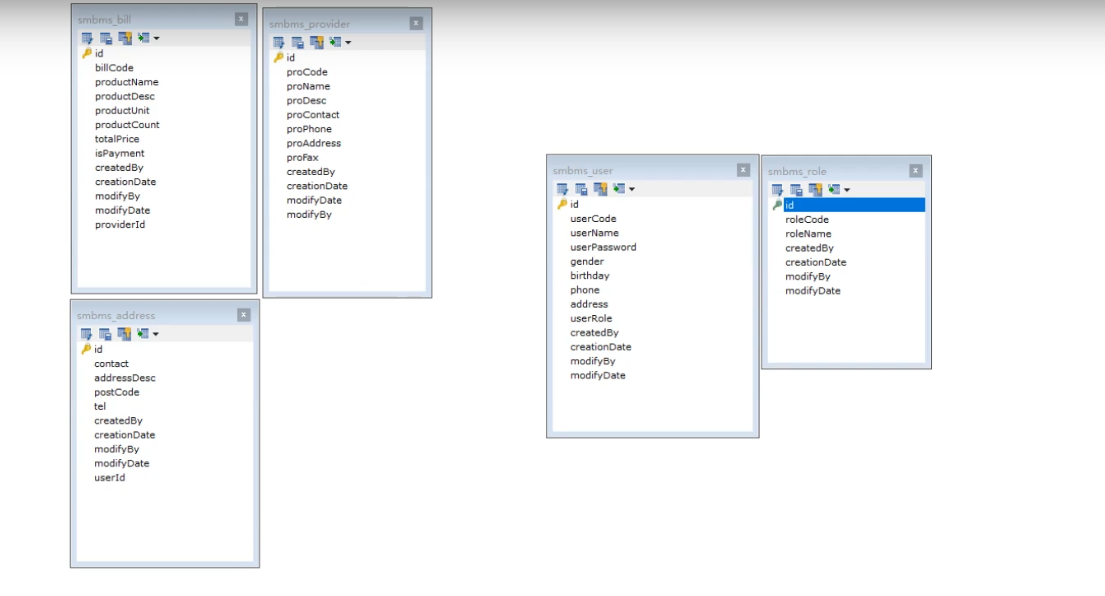 smbms_bill
id
billCode
productName
productDesc
productUnit
productCount
totalPrice
isPayment
createdBy
creationDate
modifyBy
modifyDate
providerId
smbms_provider
id
proCode
proName
proDesc
proContact
proPhone
proAddress
proFax
createdBy
creationDate
modifyDate
modifyBy
smbms_address
id
contact
addressDesc
postCode
tel
createdBy
creationDate
modifyBy
modifyDate
userId
smbms_user
id
userCode
userName
userPassword
gender
birthday
phone
address
userRole
createdBy
creationDate
modifyBy
modifyDate
smbms_role
id
roleCode
roleName
createdBy
creationDate
modifyBy
modifyDate